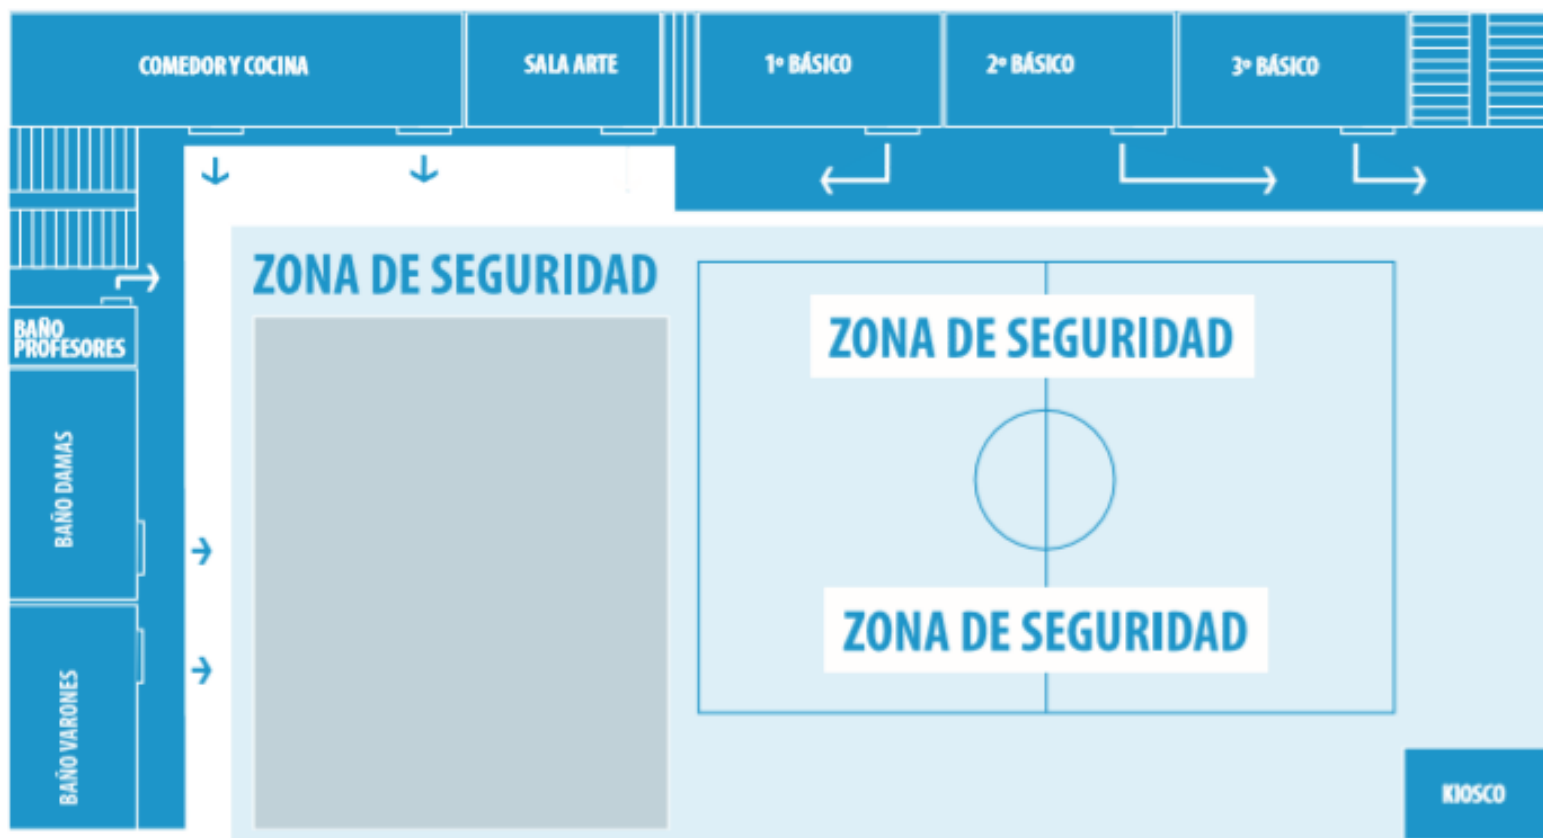 COMEDOR Y COCINA
SALA ARTE
1º BÁSICO
2º BÁSICO
3º BÁSICO
ZONA DE SEGURIDAD
ZONA DE SEGURIDAD
BAÑO
PROFESORES
BAÑO DAMAS
ZONA DE SEGURIDAD
BAÑO VARONES
KIOSCO